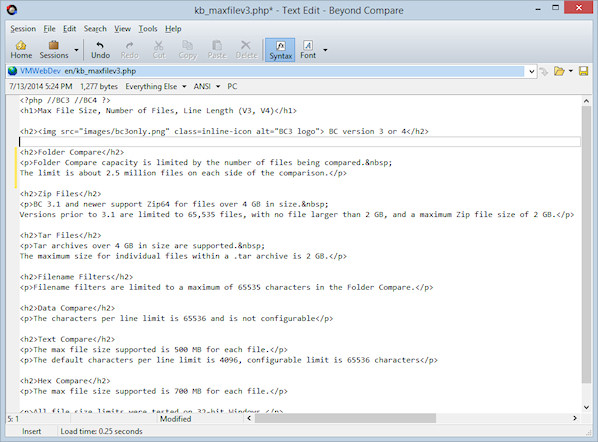 kb_maxfilev3.php* - Text Edit - Beyond Compare
Session File Edit Search View Tools Help
Home Sessions Undo Redo Cut Copy Paste Delete Syntax Font
VMWebDev en/kb_maxfilev3.php
7/13/2014 5:24 PM 1,277 bytes Everything Else ANSI PC
<?php //BC3 //BC4 ?>
<h1>Max File Size, Number of Files, Line Length (V3, V4)</h1>
<h2><img src="images/bc3only.png" class=inline-icon alt="BC3 logo"> BC version 3 or 4</h2>
<h2>Folder Compare</h2>
<p>Folder Compare capacity is limited by the number of files being compared.&nbsp;
The limit is about 2.5 million files on each side of the comparison.</p>
<h2>Zip Files</h2>
<p>BC 3.1 and newer support Zip64 for files over 4 GB in size.&nbsp;
Versions prior to 3.1 are limited to 65,535 files, with no file larger than 2 GB, and a maximum Zip file size of 2 GB.</p>
<h2>Tar Files</h2>
<p>Tar archives over 4 GB in size are supported.&nbsp;
The maximum size for individual files within a .tar archive is 2 GB.</p>
<h2>Filename Filters</h2>
<p>Filename filters are limited to a maximum of 65535 characters in the Folder Compare.</p>
<h2>Data Compare</h2>
<p>The characters per line limit is 65536 and is not configurable</p>
<h2>Text Compare</h2>
<p>The max file size supported is 500 MB for each file.</p>
<p>The default characters per line limit is 4096, configurable limit is 65536 characters</p>
<h2>Hex Compare</h2>
<p>The max file size supported is 700 MB for each file.</p>
<p>All file size limits were tested on 32-bit Windows.</p>
5: 1 Modified
Insert Load time: 0.25 seconds